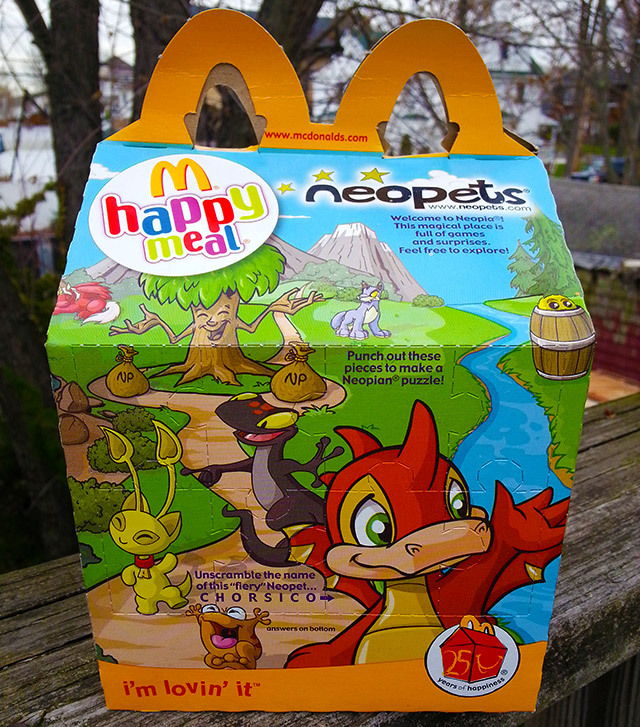 www.mcdonalds.com
M
happy
meal®
neopets®
www.neopets.com
Welcome to Neopia™!
This magical place is
full of games
and surprises.
Feel free to explore!
Punch out these
pieces to make a
Neopian® puzzle!
NP
NP
Unscramble the name
of this "fiery" Neopet...
CHORSICO
answers on bottom
25
years of happiness®
i'm lovin' it™